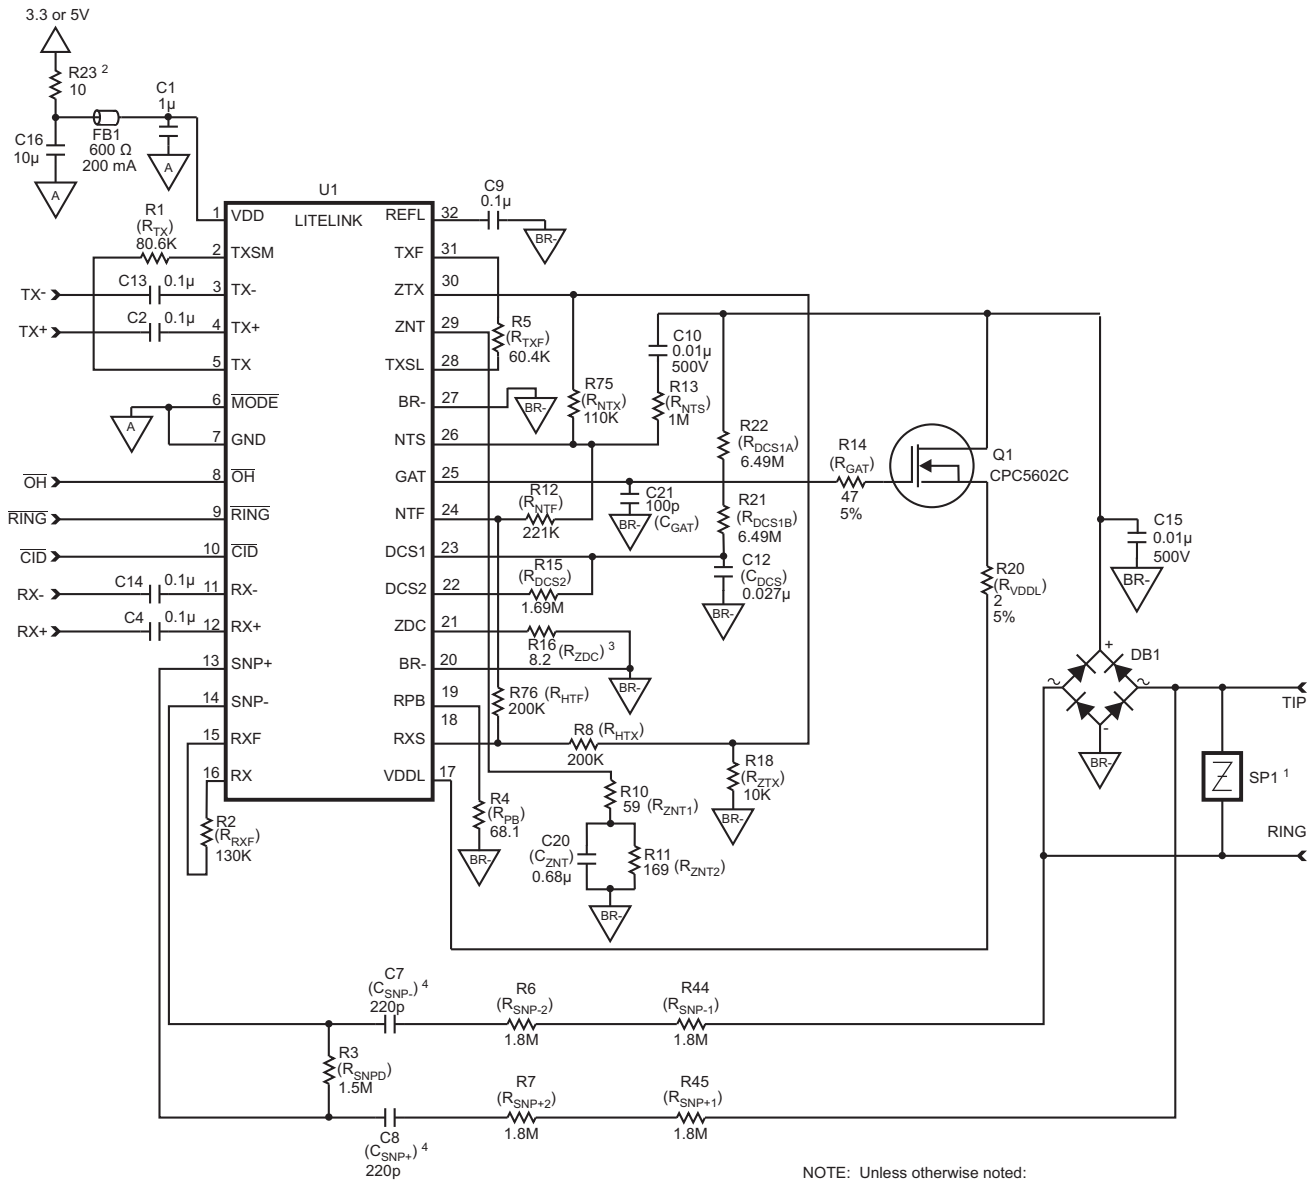 3.3 or 5V
R23 2
10
C1
1µ
C16
10µ
FB1
600 Ω
200 mA
A
A
U1
LITELINK
C9
0.1µ
BR-
R1
(RTX)
80.6K
1 VDD
2 TXSM
3 TX-
4 TX+
5 TX
6 MODE
7 GND
8 OH
9 RING
10 CID
11 RX-
12 RX+
13 SNP+
14 SNP-
15 RXF
16 RX
REFL 32
TXF 31
ZTX 30
ZNT 29
TXSL 28
BR- 27
NTS 26
GAT 25
NTF 24
DCS1 23
DCS2 22
ZDC 21
BR- 20
RPB 19
RXS 18
VDDL 17
TX-
C13 0.1µ
TX+
C2 0.1µ
A
OH
RING
CID
RX-
C14 0.1µ
RX+
C4 0.1µ
R2
(RRXF)
130K
R5
(RTXF)
60.4K
BR-
R75
(RNTX)
110K
C10
0.01µ
500V
R13
(RNTS)
1M
R22
(RDCS1A)
6.49M
R14
(RGAT)
47
5%
Q1
CPC5602C
R12
(RNTF)
221K
C21
100p
(CGAT)
BR-
R21
(RDCS1B)
6.49M
R15
(RDCS2)
1.69M
C12
(CDCS)
0.027µ
BR-
C15
0.01µ
500V
BR-
R20
(RVDDL)
2
5%
R16 (RZDC) 3
8.2
BR-
R76 (RHTF)
200K
R8 (RHTX)
200K
R18
(RZTX)
10K
BR-
DB1
+
~
~
-
BR-
TIP
SP1 1
RING
R4
(RPB)
68.1
BR-
R10
59 (RZNT1)
C20
(CZNT)
0.68µ
R11
169 (RZNT2)
BR-
C7
(CSNP-) 4
220p
R6
(RSNP-2)
1.8M
R44
(RSNP-1)
1.8M
R3
(RSNPD)
1.5M
R7
(RSNP+2)
1.8M
R45
(RSNP+1)
1.8M
C8
(CSNP+) 4
220p
NOTE: Unless otherwise noted: